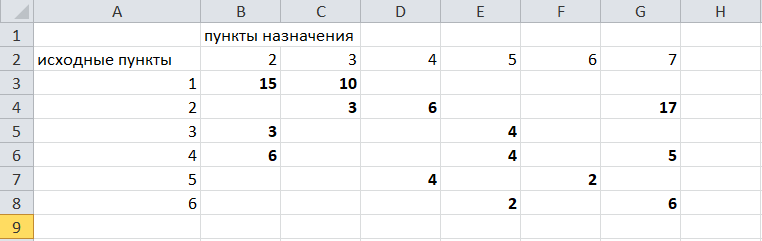 A B C D E F G H
1 пункты назначения
2 исходные пункты 2 3 4 5 6 7
3 1 15 10
4 2 3 6 17
5 3 3 4
6 4 6 4 5
7 5 4 2
8 6 2 6
9